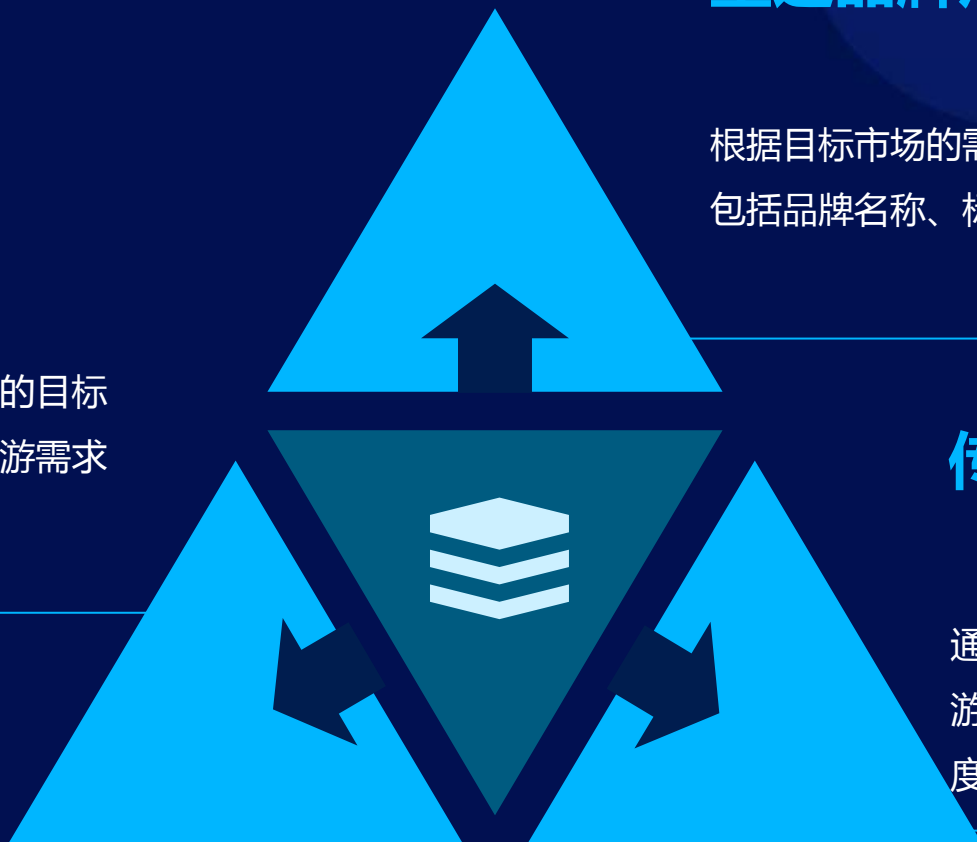 根据目标市场的
包括品牌名称、
的目标
游需求
传
通
游
度